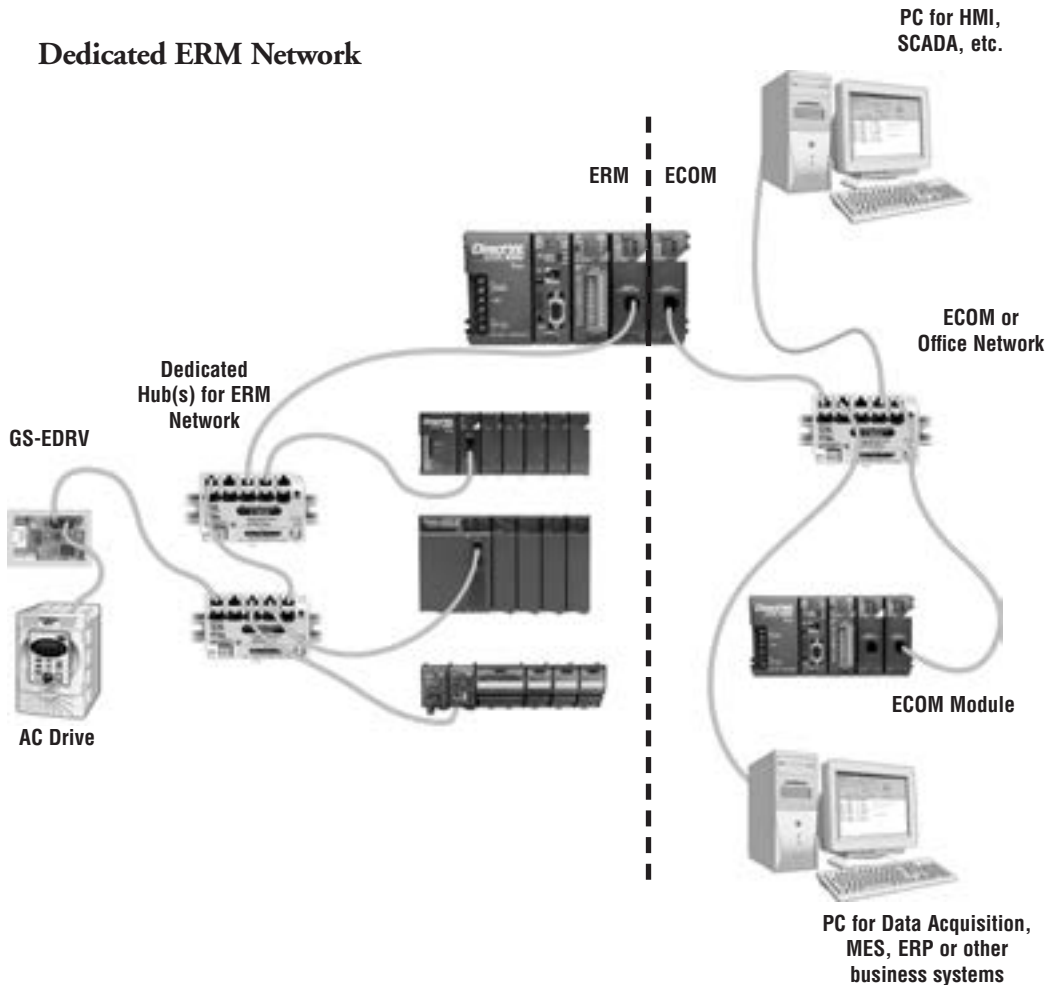 PC for HMI,
SCADA, etc.
Dedicated ERM Network
ERM
ECOM
ECOM or
Office Network
Dedicated
Hub(s) for ERM
Network
GS-EDRV
AC Drive
ECOM Module
PC for Data Acquisition,
MES, ERP or other
business systems